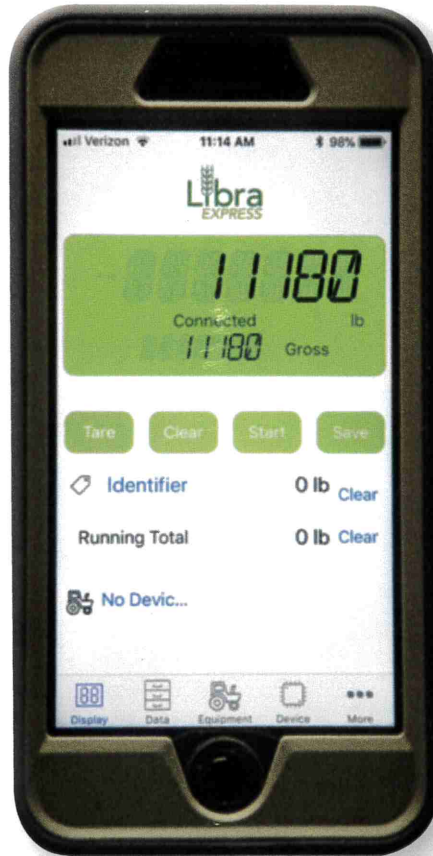 Verizon 11:14 AM 98%
Libra
EXPRESS
11180
Connected lb
11180 Gross
Tare Clear Start Save
Identifier 0 lb Clear
Running Total 0 lb Clear
No Devic...
88
Display Data Equipment Device More